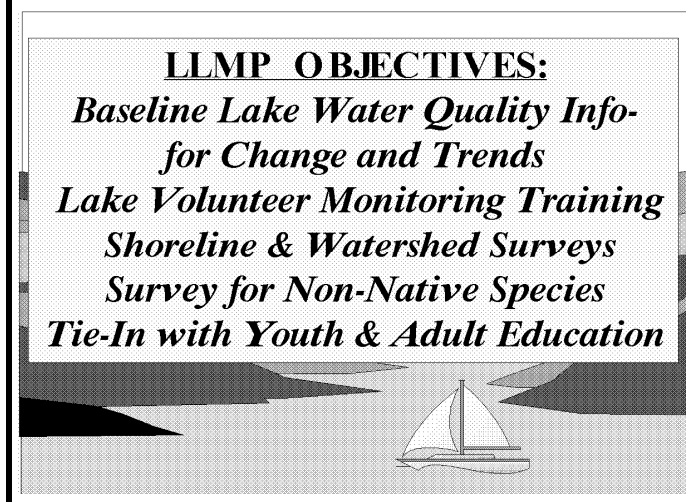 LLMP OBJECTIVES:
Baseline Lake Water Quality Info-
for Change and Trends
Lake Volunteer Monitoring Training
Shoreline & Watershed Surveys
Survey for Non-Native Species
Tie-In with Youth & Adult Education